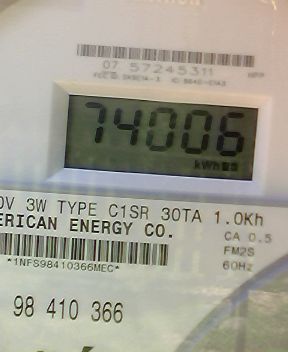 07 57245311
74006
kWh
0V 3W TYPE C1SR 30TA 1.0Kh
ERICAN ENERGY CO.
CA 0.5
FM2S
60Hz
*1NFS98410366MEC*
98 410 366